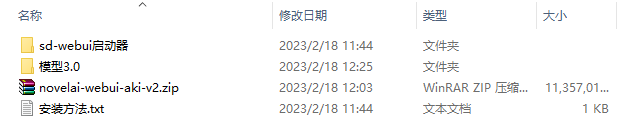 名称 修改日期 类型 大小
sd-webui启动器 2023/2/18 11:44 文件夹
模型3.0 2023/2/18 12:25 文件夹
novelai-webui-aki-v2.zip 2023/2/18 12:03 WinRAR ZIP 压缩... 11,357,01...
安装方法.txt 2023/2/18 11:44 文本文档 1 KB